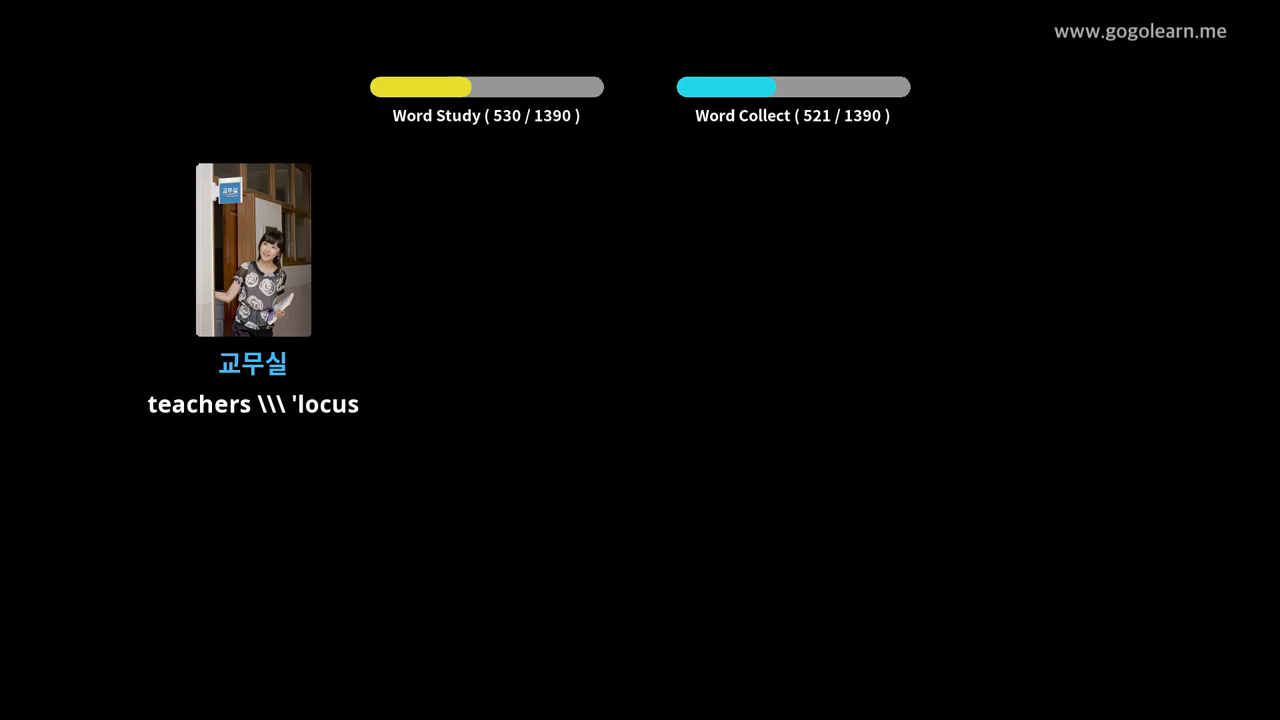 www.gogolearn.me
Word Study ( 530 / 1390 )
Word Collect ( 521 / 1390 )
교무실
교무실
teachers \\\ 'locus